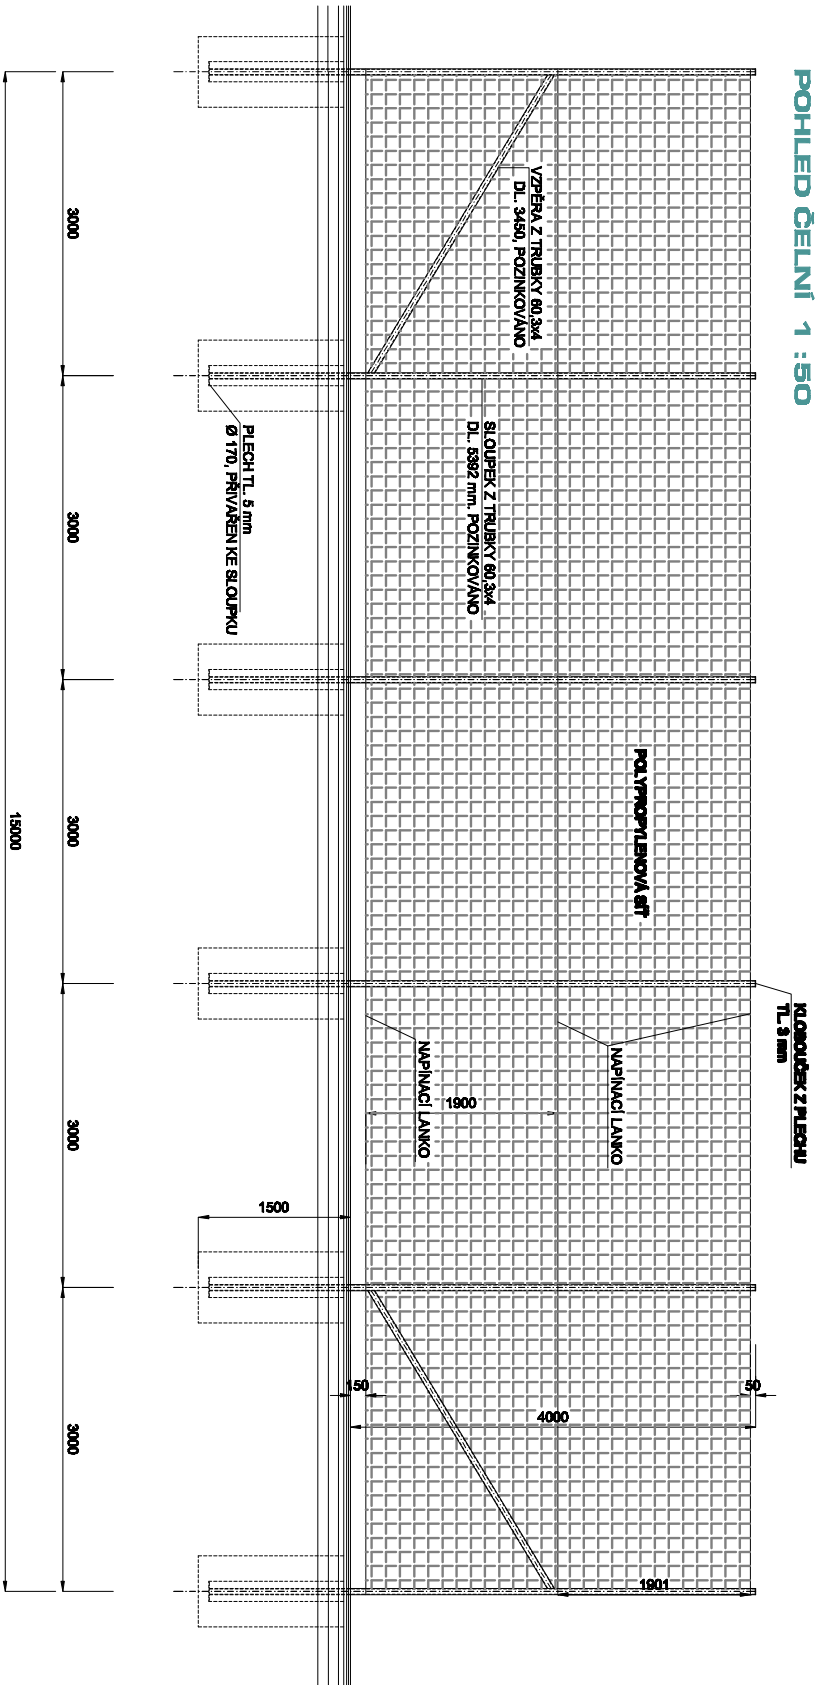 POHLED ČELNÍ 1 :50
KLOBOUČEK Z PLECHU
TL. 3 mm
POLYPROPYLENOVÁ SÍŤ
NAPÍNACÍ LANKO
VZPĚRA Z TRUBKY 60,3x4
DL. 3450, POZINKOVÁNO
SLOUPEK Z TRUBKY 60,3x4
DL. 5392 mm. POZINKOVÁNO
NAPÍNACÍ LANKO
PLECH TL. 5 mm
Ø 170, PŘIVAŘEN KE SLOUPKU
50
1901
4000
1900
150
1500
3000
3000
3000
3000
3000
15000